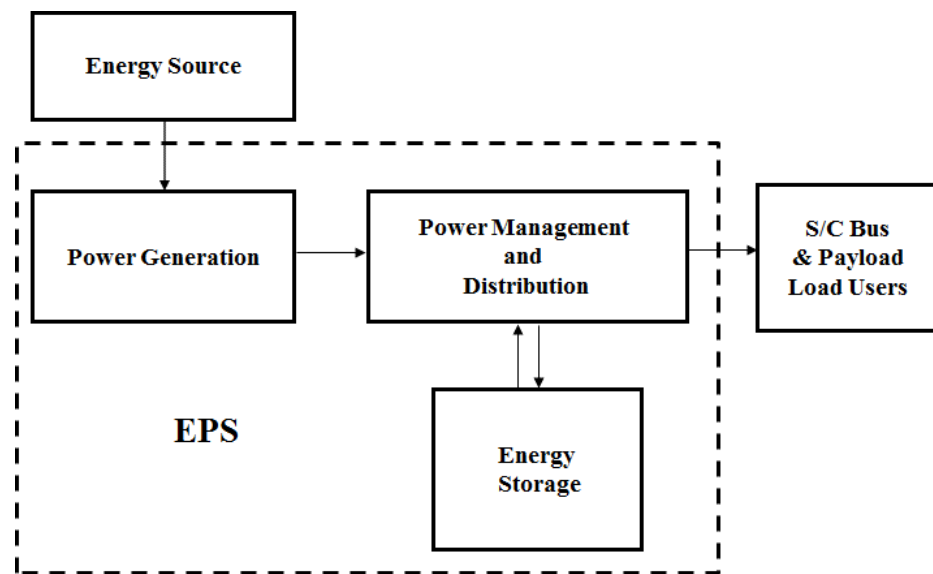 Energy Source
Power Generation
Power Management
and
Distribution
S/C Bus
& Payload
Load Users
EPS
Energy
Storage